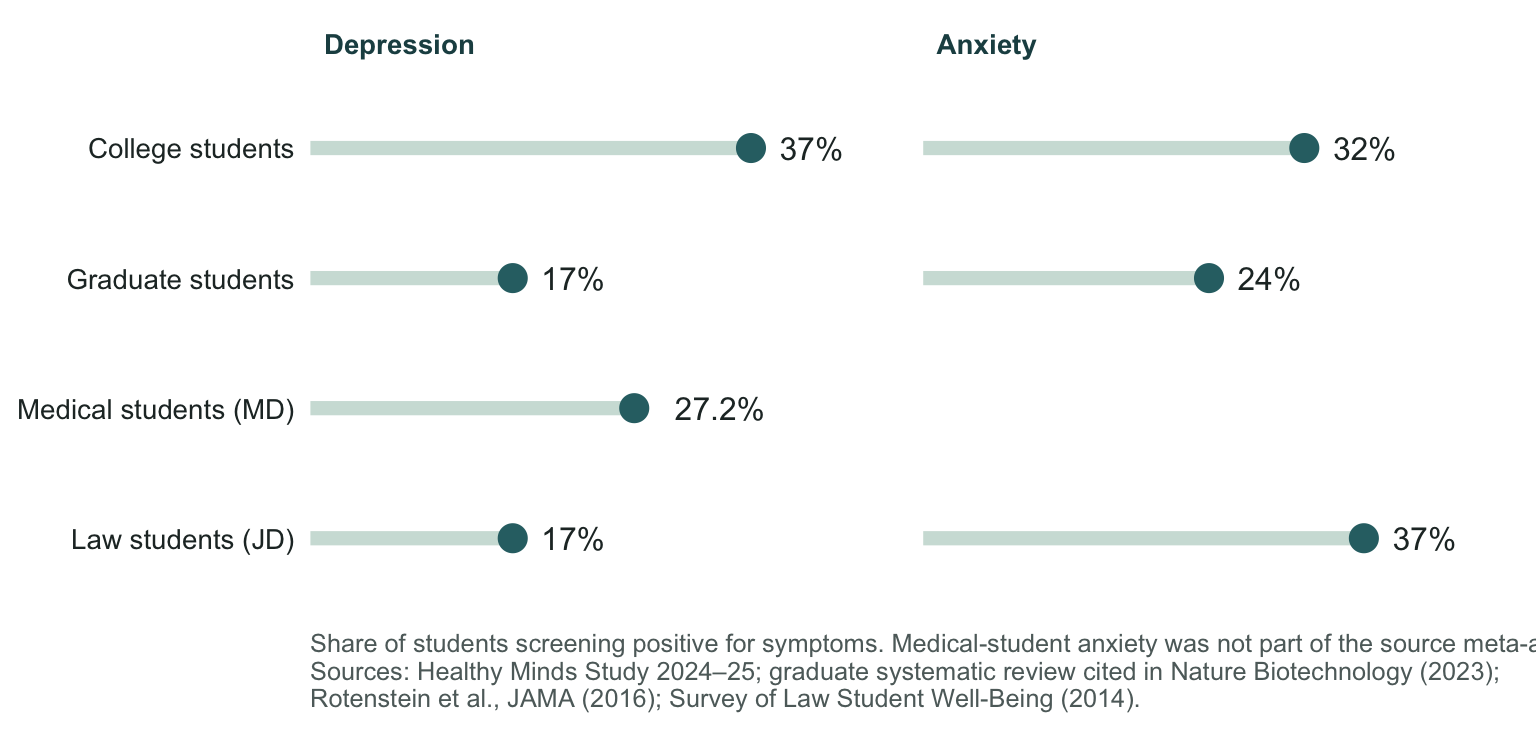 Depression Anxiety
College students 37% 32%
Graduate students 17% 24%
Medical students (MD) 27.2%
Law students (JD) 17% 37%
Share of students screening positive for symptoms. Medical-student anxiety was not part of the source
Sources: Healthy Minds Study 2024–25; graduate systematic review cited in Nature Biotechnology (2023);
Rotenstein et al., JAMA (2016); Survey of Law Student Well-Being (2014).